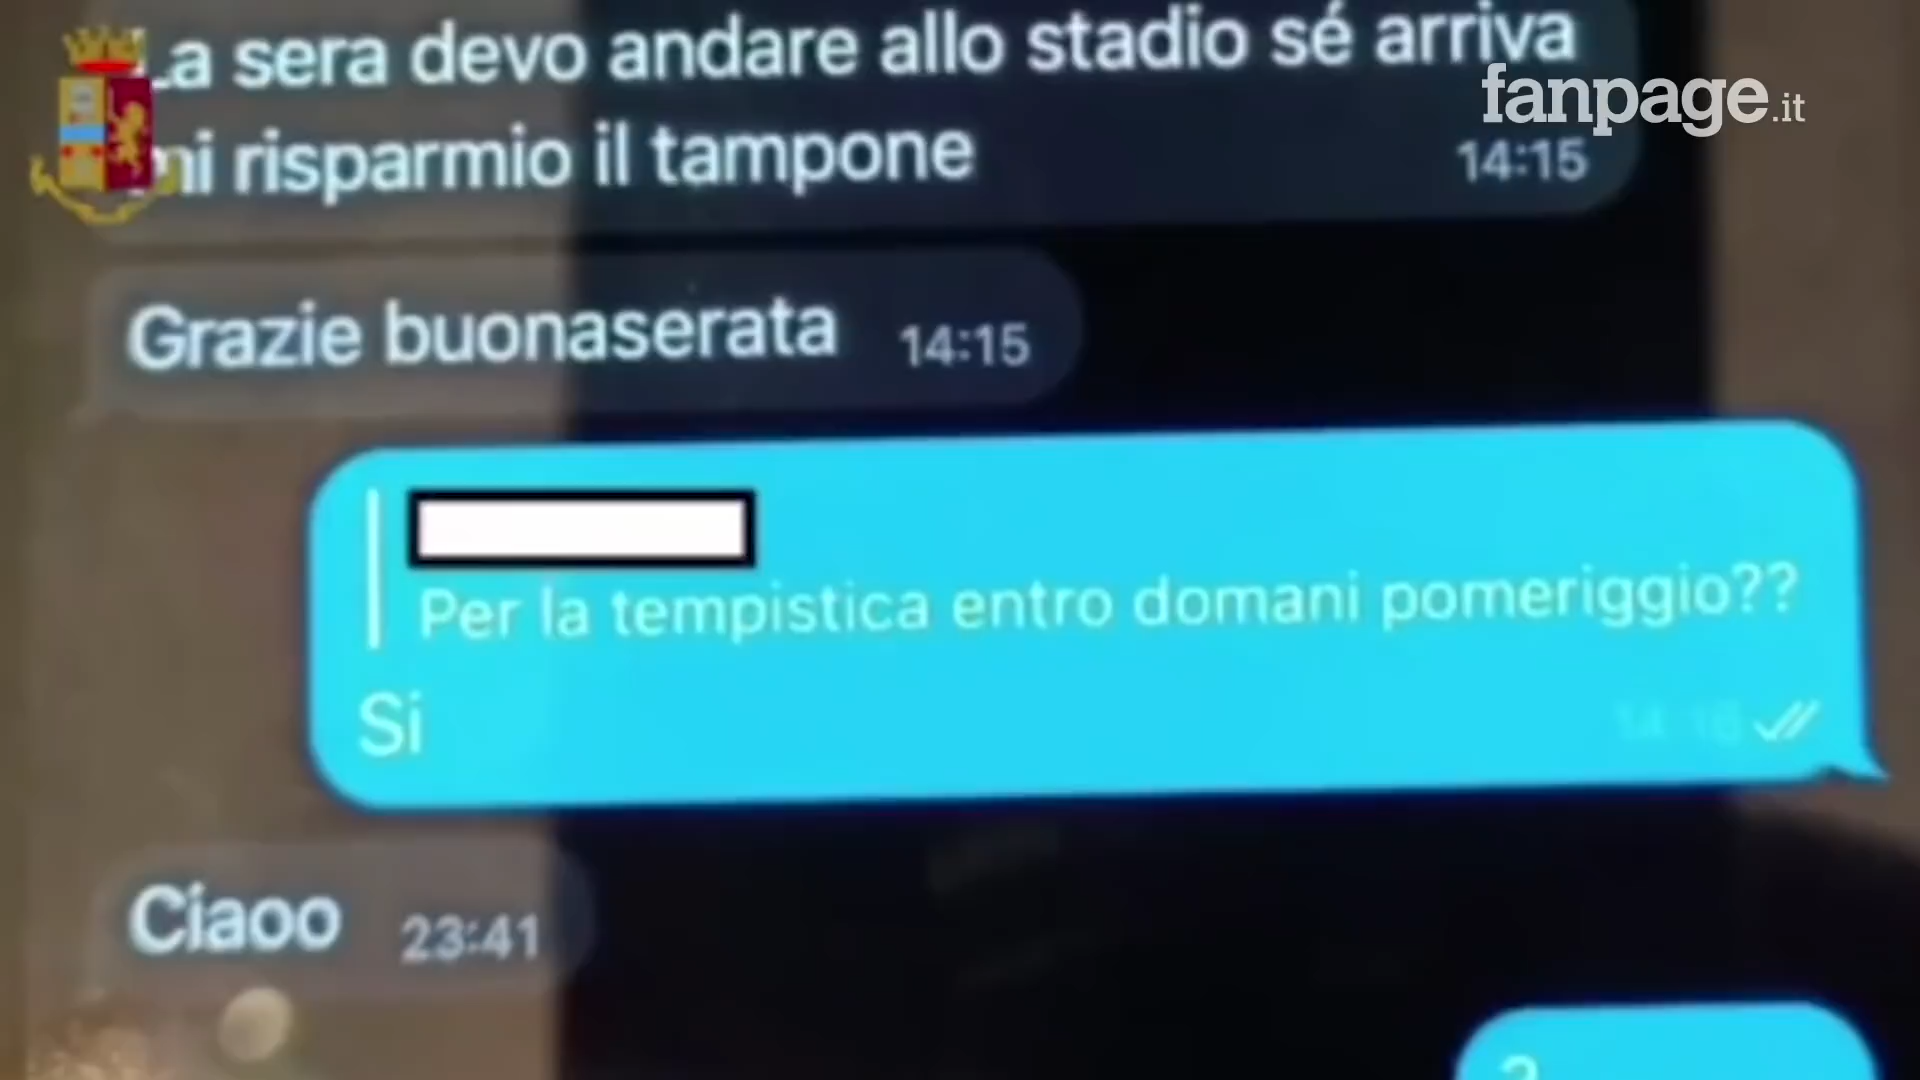 La sera devo andare allo stadio sé arriva
mi risparmio il tampone
14:15
fanpage.it
Grazie buonaserata 14:15
Per la tempistica entro domani pomeriggio??
Si
Ciaoo 23:41